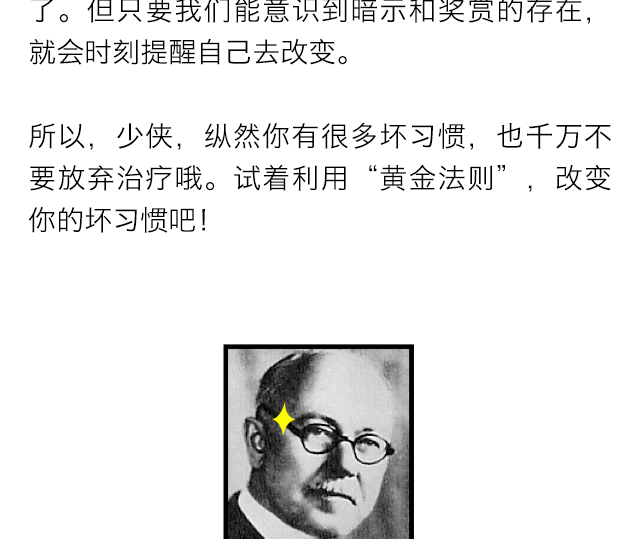 了。但只要我们能意识到暗示和奖赏的存在，
就会时刻提醒自己去改变。
所以，少侠，纵然你有很多坏习惯，也千万不
要放弃治疗哦。试着利用“黄金法则”，改变
你的坏习惯吧！